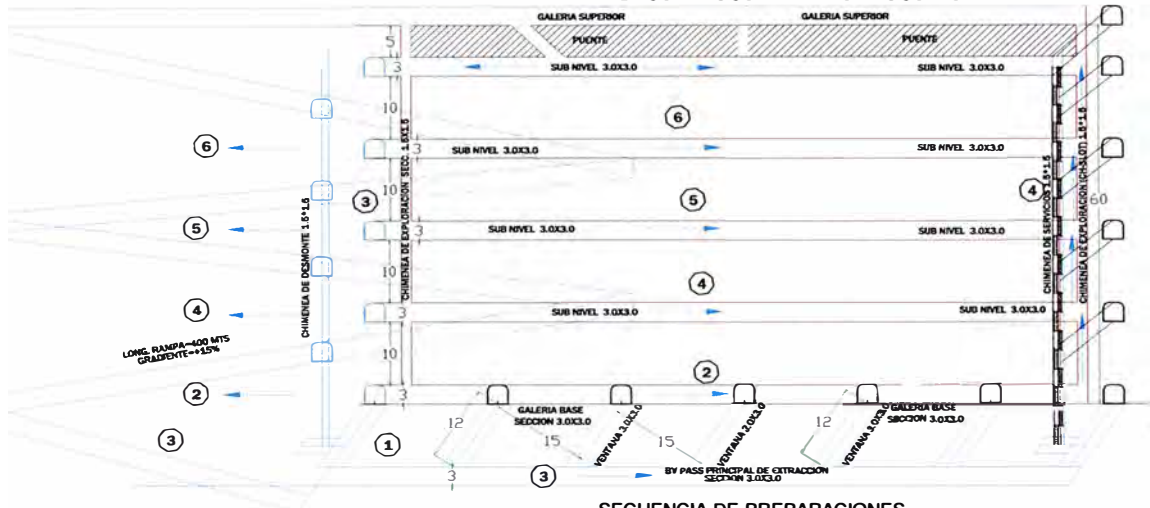 GALERIA SUPERIOR
GALERIA SUPERIOR
PUENTE
PUENTE
5
3
SUB NIVEL 3.0X3.0
SUB NIVEL 3.0X3.0
10
6
6
3
SUB NIVEL 3.0X3.0
SUB NIVEL 3.0X3.0
CHIMENEA DE DESMONTE 1.5*1.5
CHIMENEA DE EXPLORACION SECC. 1.5X1.5
CHIMENEA DE SERVICIOS 1.5*1.5
CHIMENEA DE EXPLORACION (CH-SLOT) 1.5*1.5
10
3
5
4
60
5
3
SUB NIVEL 3.0X3.0
SUB NIVEL 3.0X3.0
10
4
4
3
SUB NIVEL 3.0X3.0
SUB NIVEL 3.0X3.0
LONG. RAMPA=400 MTS
GRADIENTE=+15%
10
2
2
3
GALERIA BASE
SECCION 3.0X3.0
GALERIA BASE
SECCION 3.0X3.0
12
12
15
15
VENTANA 3.0X3.0
VENTANA 3.0X3.0
3
1
3
3
BY PASS PRINCIPAL DE EXTRACCION
SECTION 3.0X3.0
SECUENCIA DE PREPARACIONES